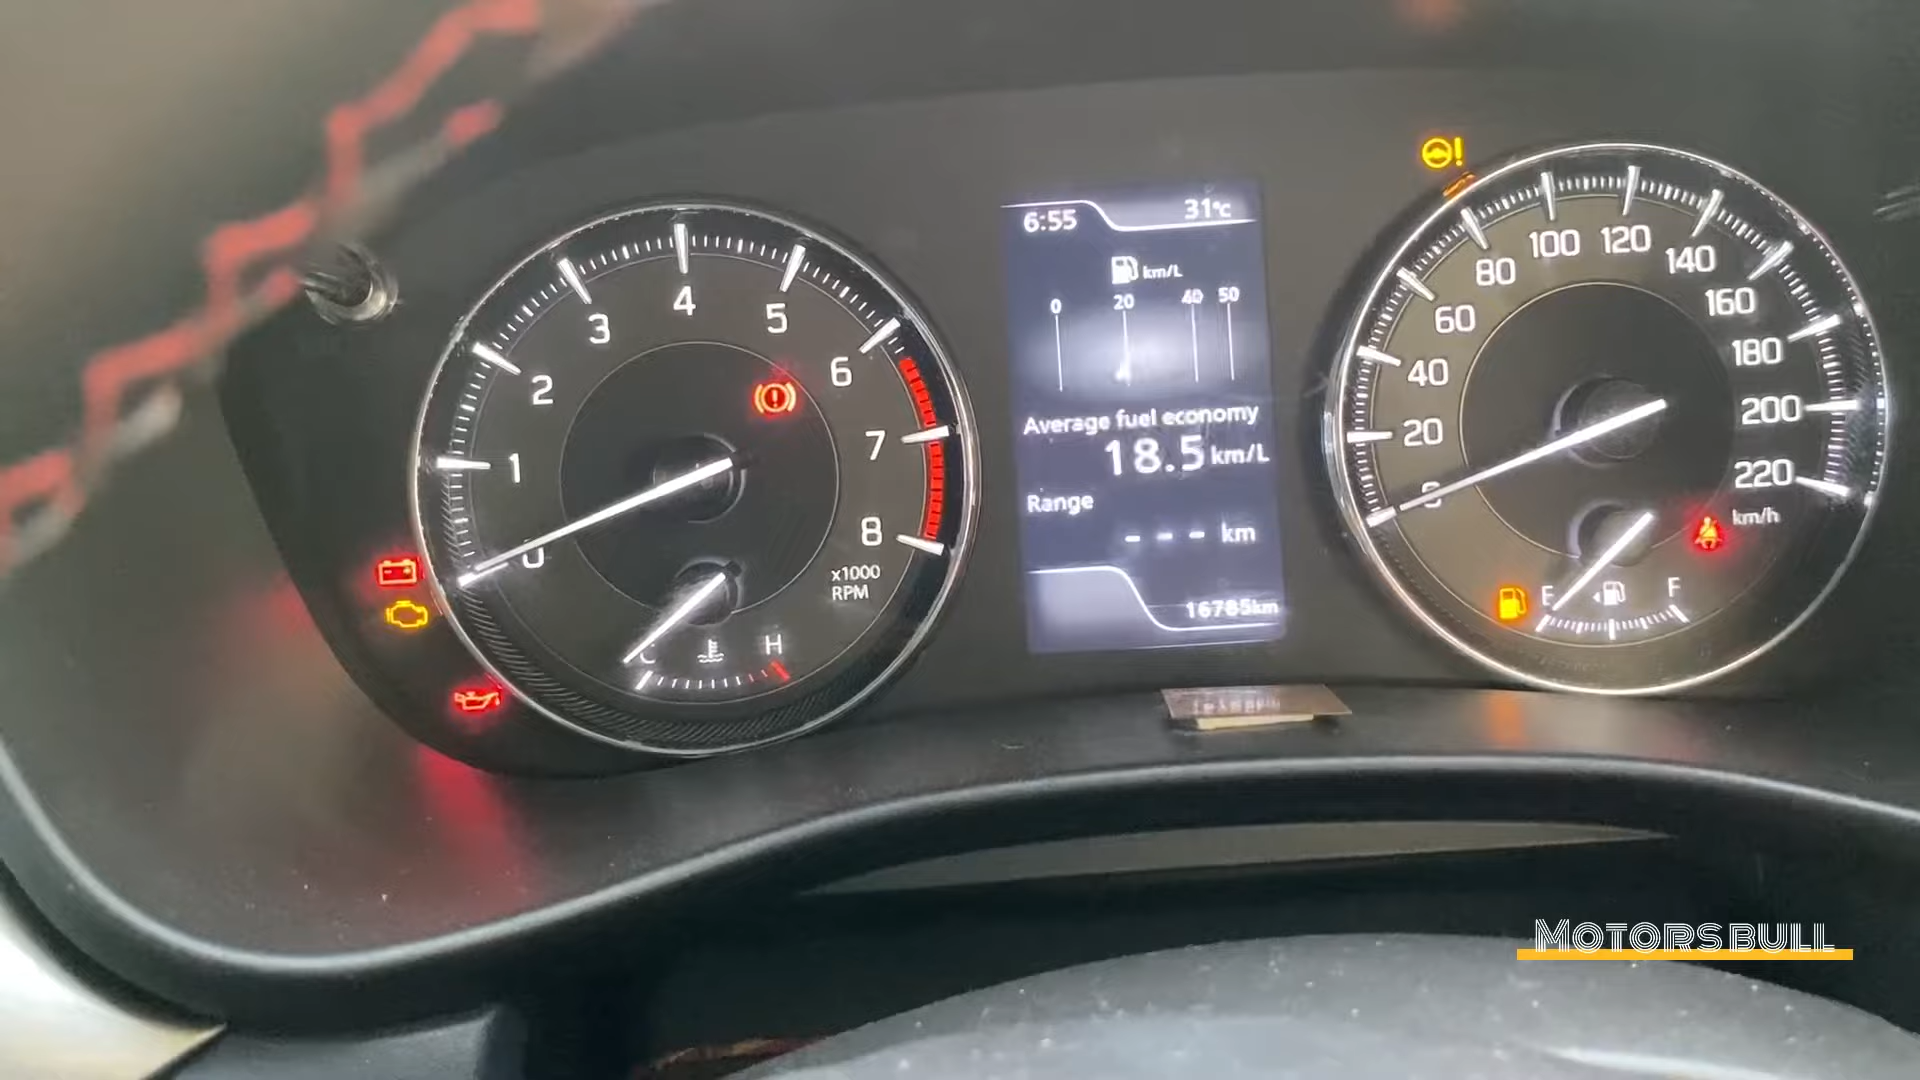 6:55 31°C
km/L
0 20 40 50
Average fuel economy
18.5 km/L
Range
--- km
16785km
0 1 2 3 4 5 6 7 8
x1000
RPM
C H
0 20 40 60 80 100 120 140 160 180 200 220
km/h
E F
MOTORS BULL